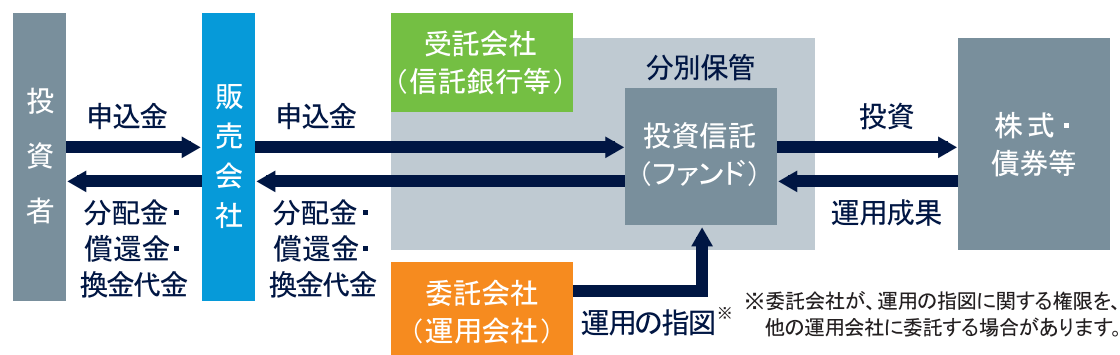 投資者
申込金
分配金・
償還金・
換金代金
販売会社
申込金
分配金・
償還金・
換金代金
受託会社
（信託銀行等）
分別保管
投資信託
（ファンド）
委託会社
（運用会社）
運用の指図※
投資
運用成果
株式・
債券等
※委託会社が、運用の指図に関する権限を、
他の運用会社に委託する場合があります。